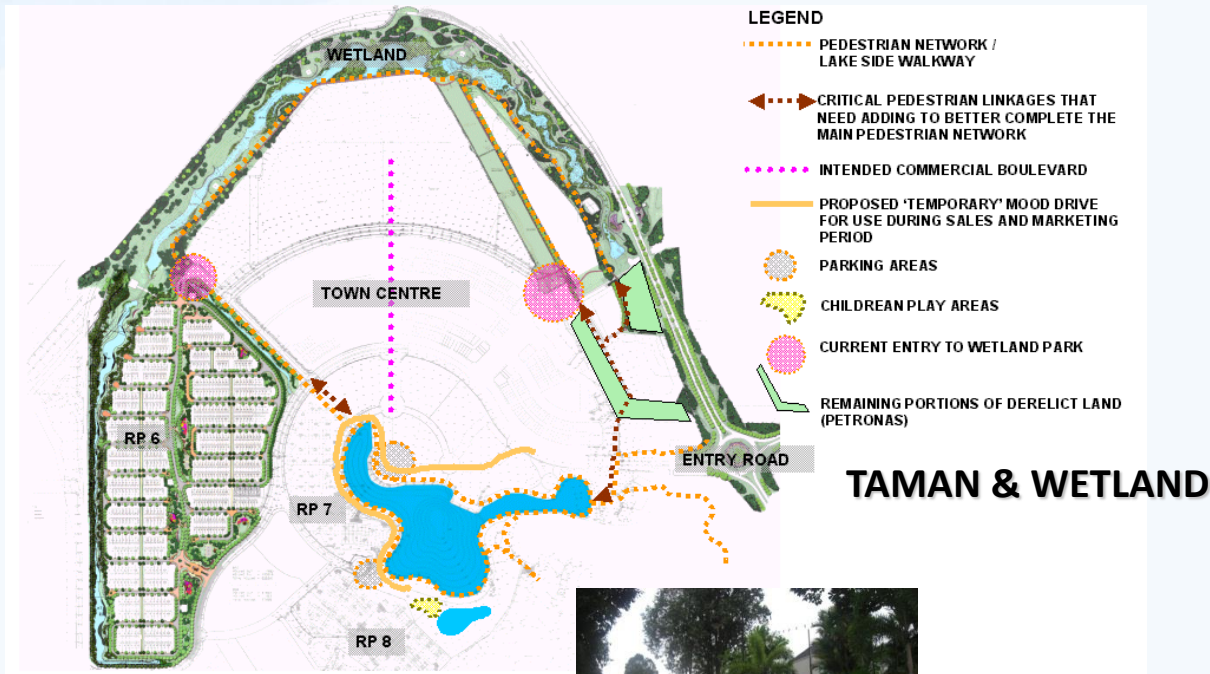 WETLAND
TOWN CENTRE
RP 6
RP 7
RP 8
ENTRY ROAD
LEGEND
PEDESTRIAN NETWORK /
LAKE SIDE WALKWAY
CRITICAL PEDESTRIAN LINKAGES THAT
NEED ADDING TO BETTER COMPLETE THE
MAIN PEDESTRIAN NETWORK
INTENDED COMMERCIAL BOULEVARD
PROPOSED ‘TEMPORARY’ MOOD DRIVE
FOR USE DURING SALES AND MARKETING
PERIOD
PARKING AREAS
CHILDREAN PLAY AREAS
CURRENT ENTRY TO WETLAND PARK
REMAINING PORTIONS OF DERELICT LAND
(PETRONAS)
TAMAN & WETLAND